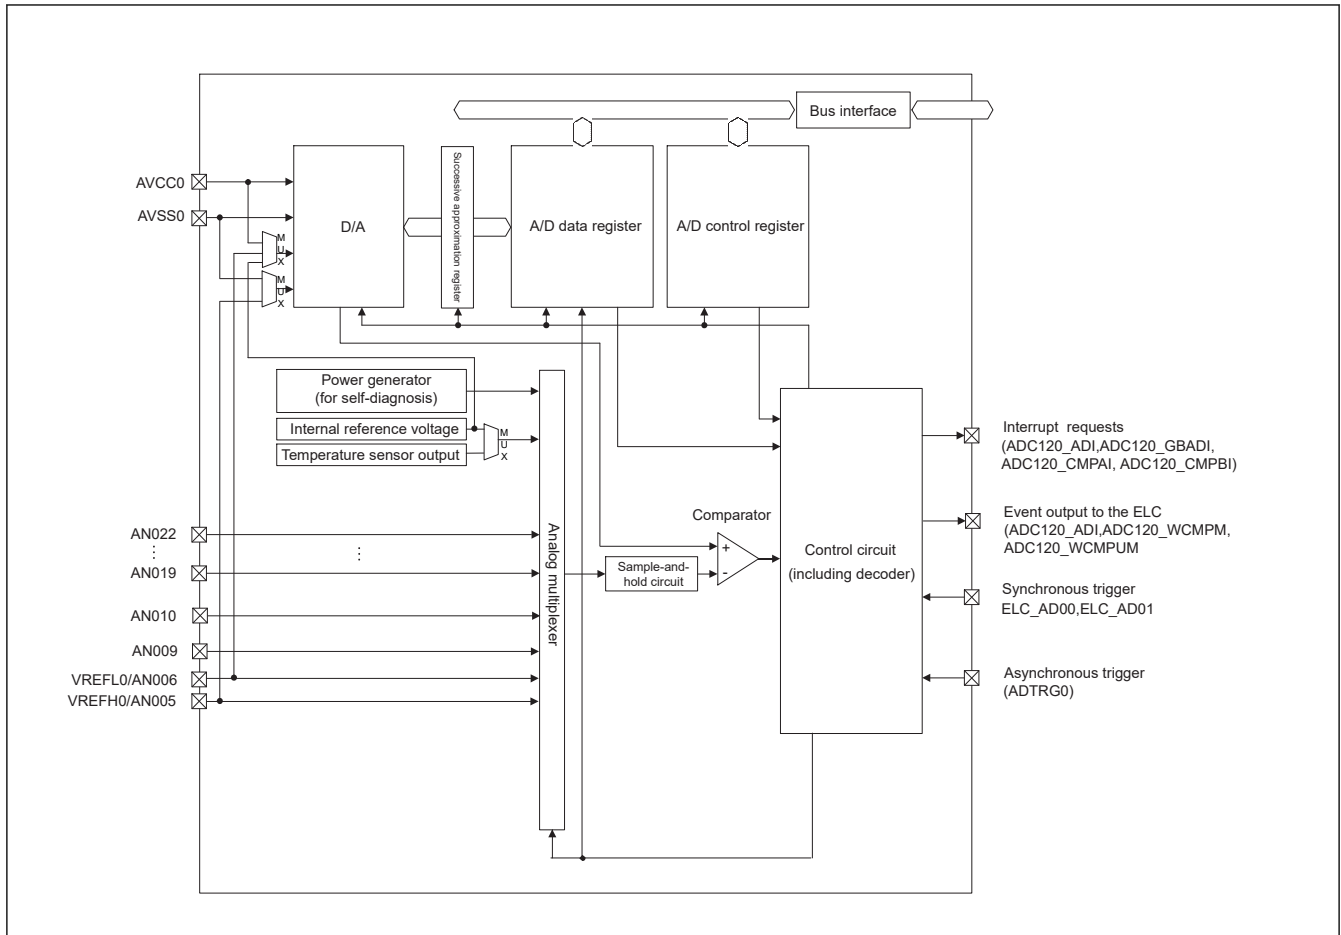 Bus interface
AVCC0
AVSS0
M
U
X
M
U
X
D/A
Successive approximation register
A/D data register
A/D control register
Power generator
(for self-diagnosis)
Internal reference voltage
Temperature sensor output
M
U
X
AN022
⋮
AN019
AN010
AN009
VREFL0/AN006
VREFH0/AN005
⋮
Analog multiplexer
Sample-and-
hold circuit
Comparator
+
-
Control circuit
(including decoder)
Interrupt requests
(ADC120_ADI,ADC120_GBADI,
ADC120_CMPAI, ADC120_CMPBI)
Event output to the ELC
(ADC120_ADI,ADC120_WCMPM,
ADC120_WCMPUM
Synchronous trigger
ELC_AD00,ELC_AD01
Asynchronous trigger
(ADTRG0)